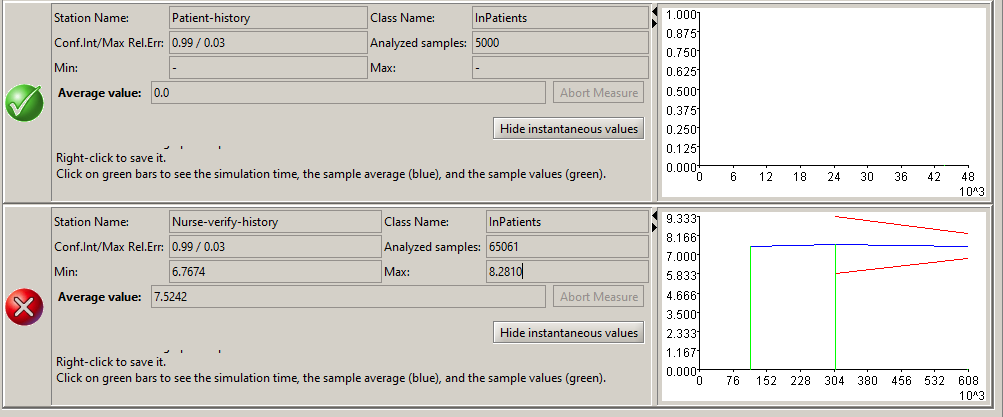 Station Name: Patient-history Class Name: InPatients
Conf.Int/Max Rel.Err: 0.99 / 0.03 Analyzed samples: 5000
Min: - Max: -
Average value: 0.0 Abort Measure
Hide instantaneous values
Right-click to save it.
Click on green bars to see the simulation time, the sample average (blue), and the sample values (green).
1.000
0.875
0.750
0.625
0.500
0.375
0.250
0.125
0.000
0 6 12 18 24 30 36 42 48
10^3
Station Name: Nurse-verify-history Class Name: InPatients
Conf.Int/Max Rel.Err: 0.99 / 0.03 Analyzed samples: 65061
Min: 6.7674 Max: 8.2810
Average value: 7.5242 Abort Measure
Hide instantaneous values
Right-click to save it.
Click on green bars to see the simulation time, the sample average (blue), and the sample values (green).
9.333
8.166
7.000
5.833
4.666
3.500
2.333
1.167
0.000
0 76 152 228 304 380 456 532 608
10^3